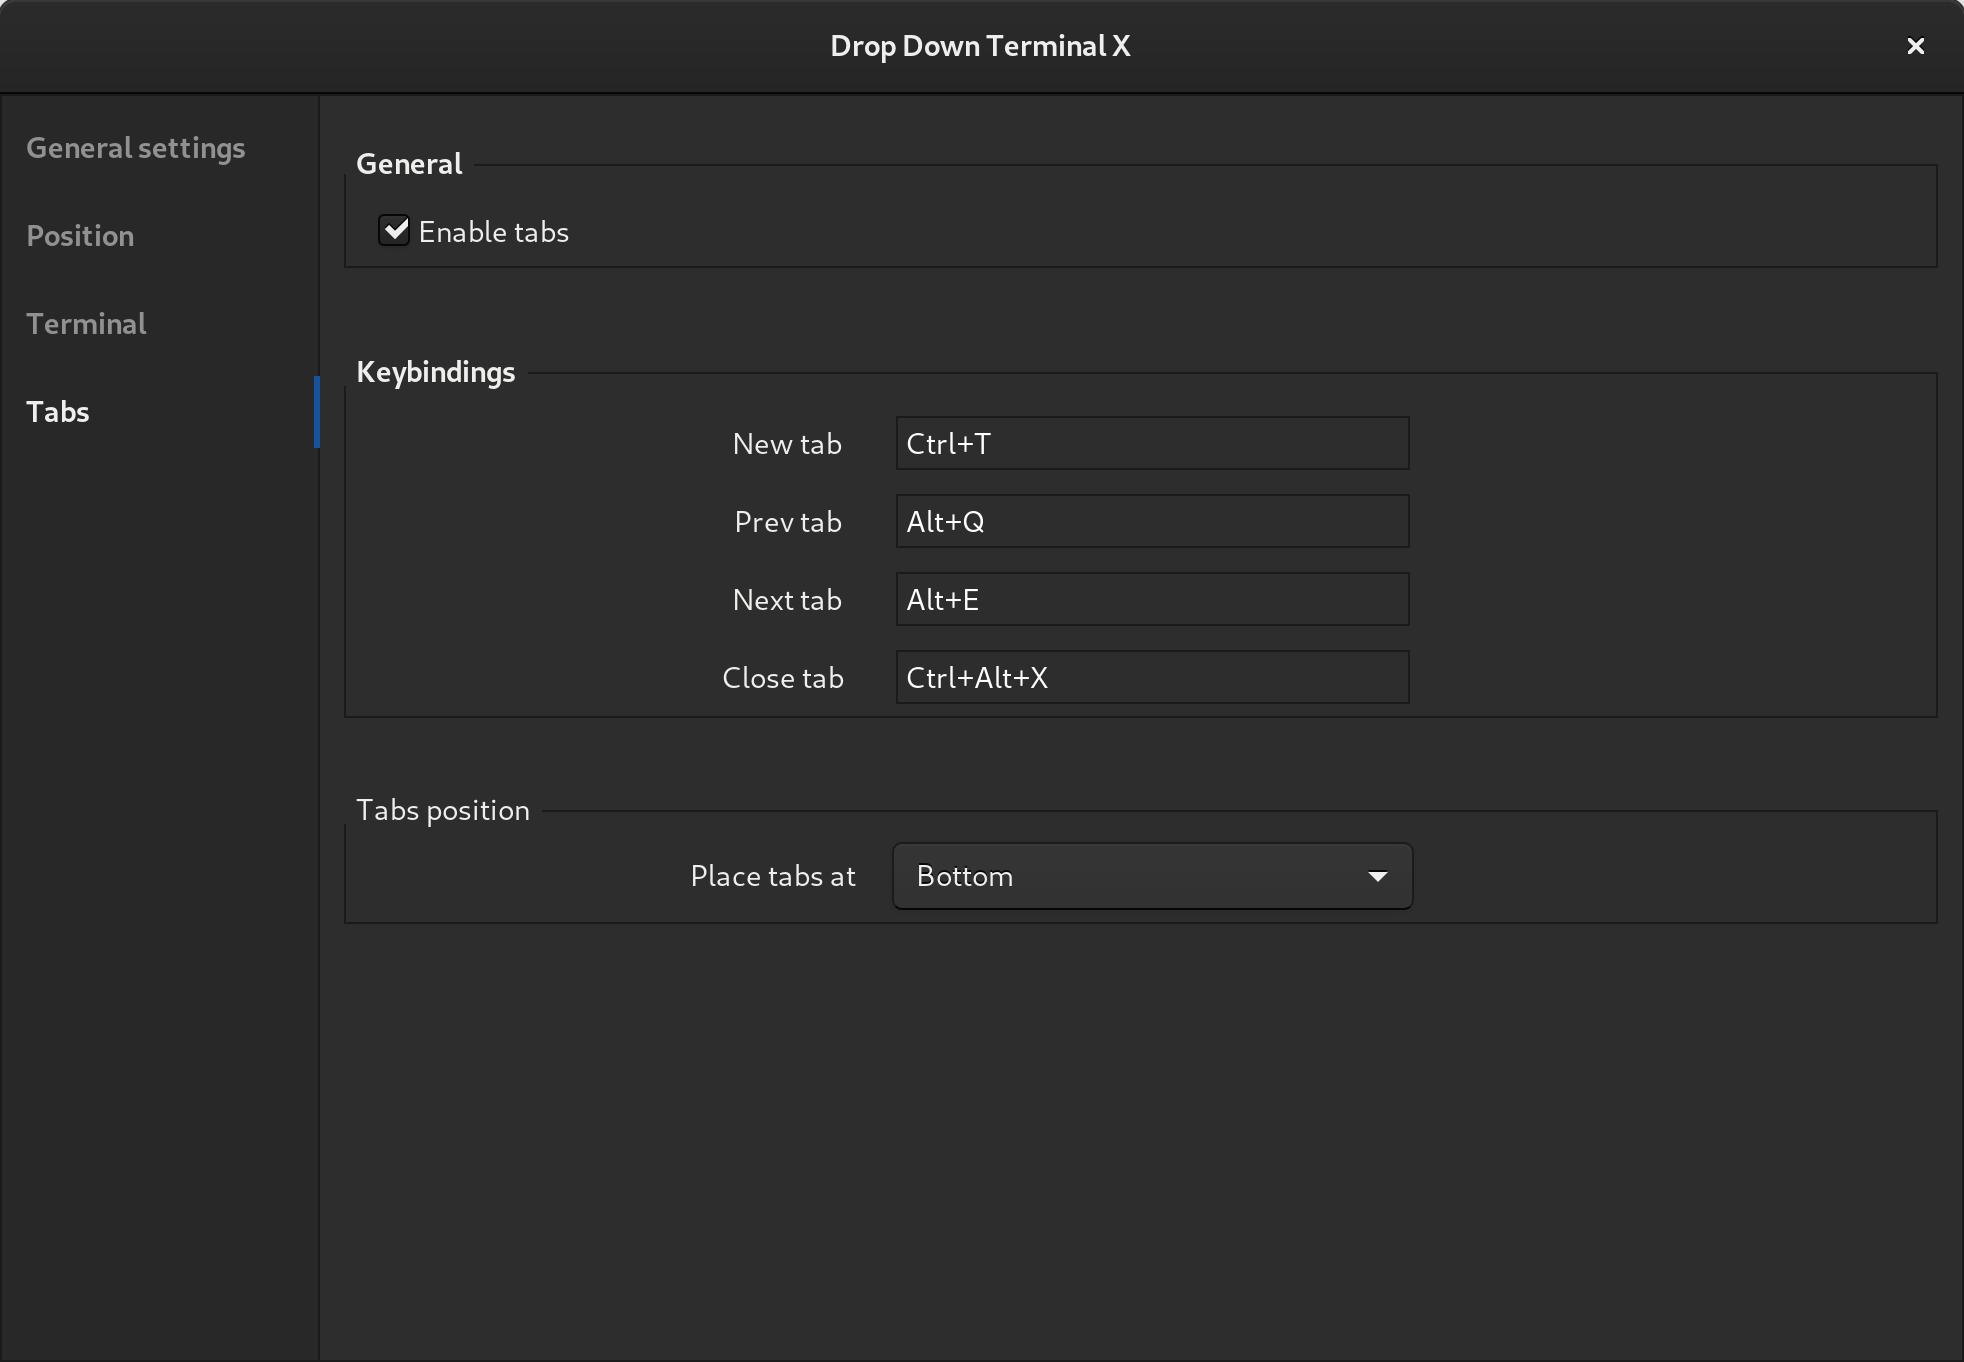 Drop Down Terminal X
General settings
Position
Terminal
Tabs
General
Enable tabs
Keybindings
New tab Ctrl+T
Prev tab Alt+Q
Next tab Alt+E
Close tab Ctrl+Alt+X
Tabs position
Place tabs at Bottom